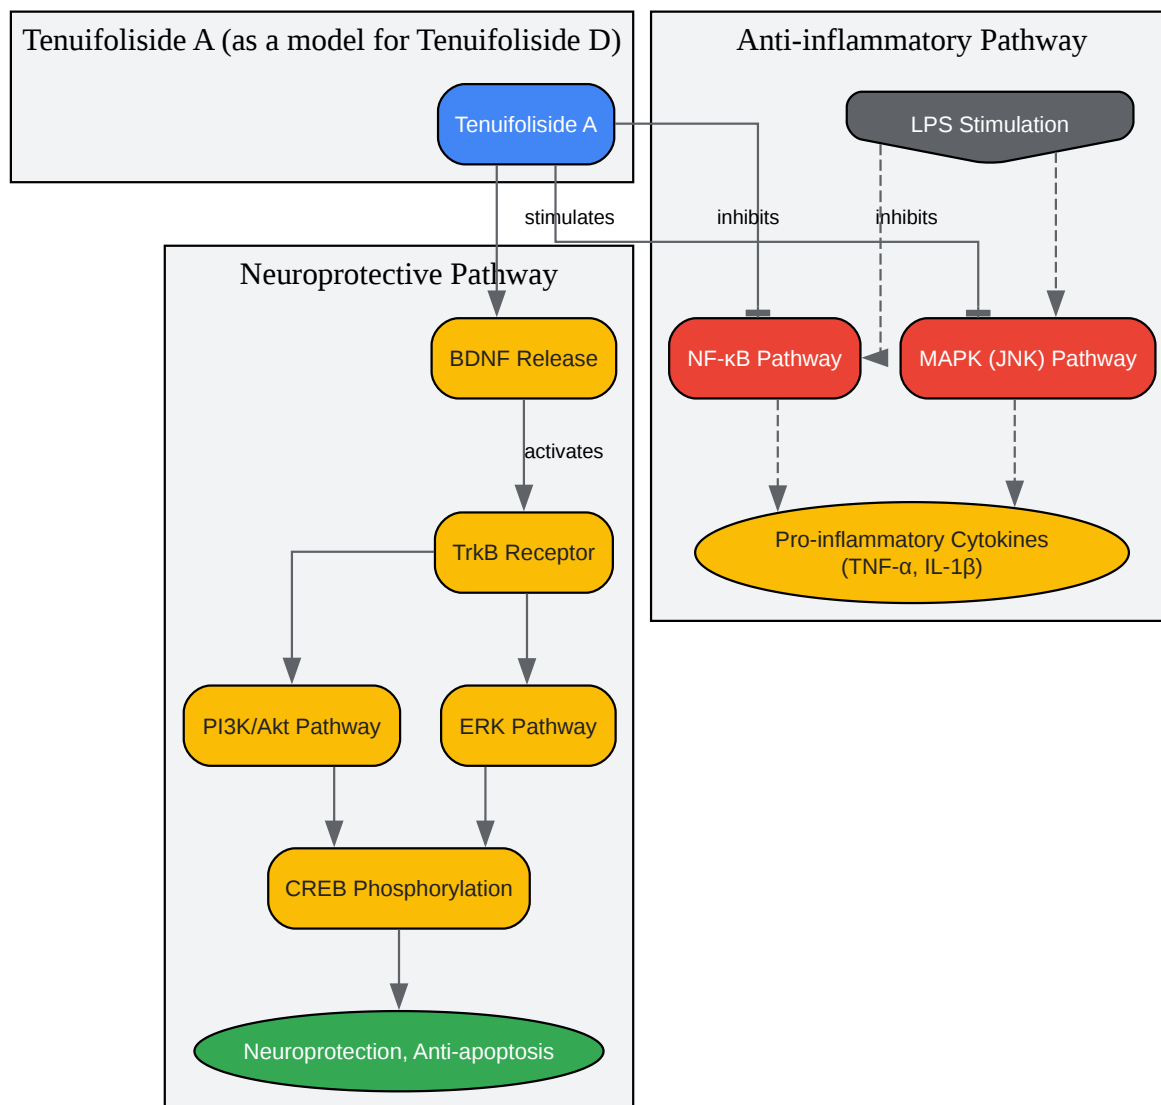 Tenuifoliside A (as a model for Tenuifoliside D)
Anti-inflammatory Pathway
Tenuifoliside A
LPS Stimulation
stimulates
inhibits
inhibits
Neuroprotective Pathway
BDNF Release
NF-κB Pathway
MAPK (JNK) Pathway
activates
TrkB Receptor
Pro-inflammatory Cytokines
(TNF-α, IL-1β)
PI3K/Akt Pathway
ERK Pathway
CREB Phosphorylation
Neuroprotection, Anti-apoptosis